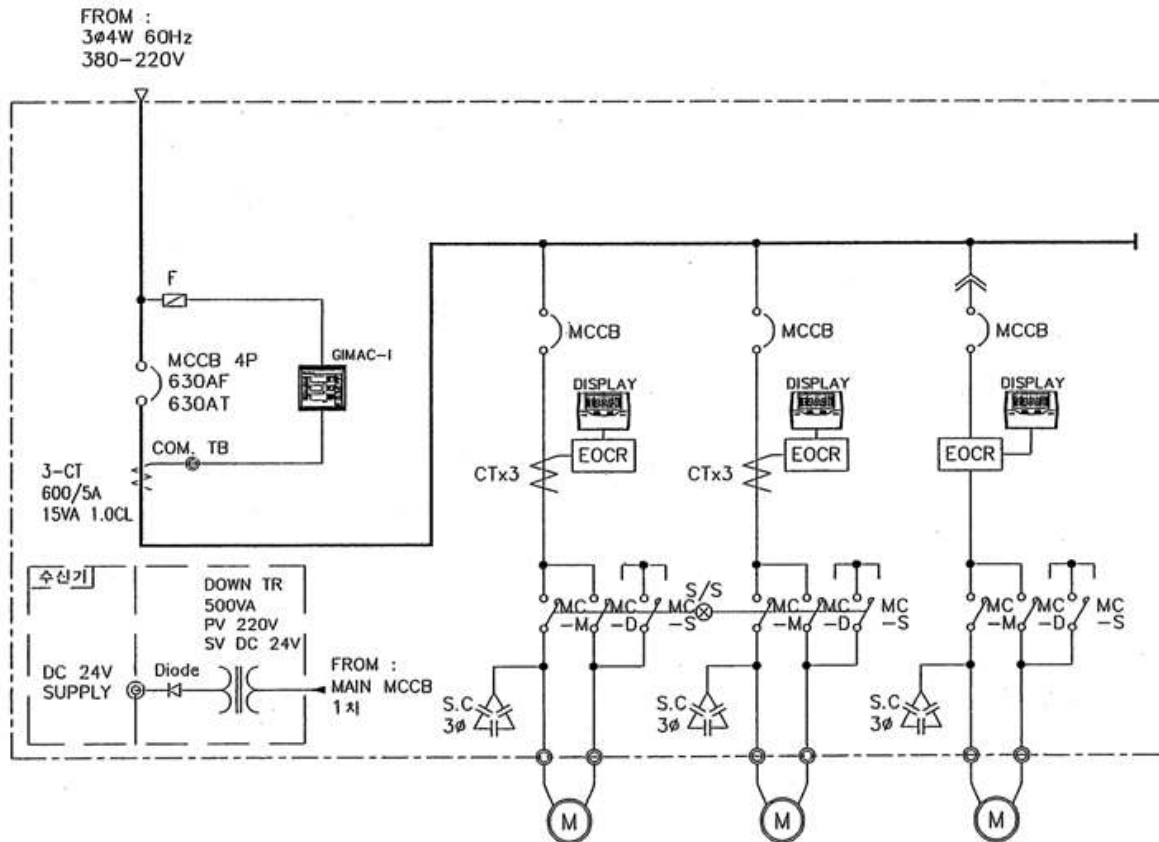 FROM :
3ø4W 60Hz
380-220V
F
MCCB 4P
630AF
630AT
GIMAC-I
COM. TB
3-CT
600/5A
15VA 1.0CL
MCCB
DISPLAY
EOCR
CTx3
MCCB
DISPLAY
EOCR
CTx3
MCCB
DISPLAY
EOCR
수신기
DOWN TR
500VA
PV 220V
SV DC 24V
DC 24V
SUPPLY
Diode
FROM :
MAIN MCCB
1차
MC
-M
MC
-D
MC
-S
S/S
MC
-M
MC
-D
MC
-S
MC
-M
MC
-D
MC
-S
S.C
3ø
S.C
3ø
S.C
3ø
M
M
M